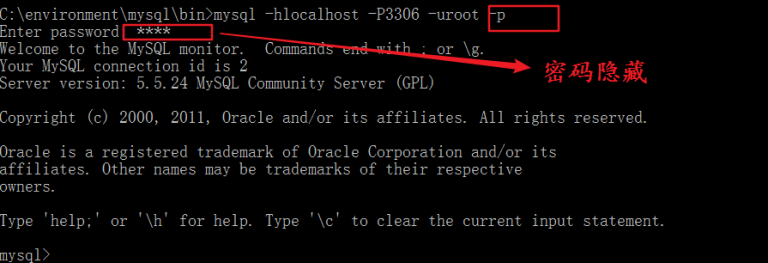 C:\environment\mysql\bin>mysql -hlocalhost -P3306 -uroot -p
Enter password ****
Welcome to the MySQL monitor.  Commands end with ; or \g.
Your MySQL connection id is 2
密码隐藏
Server version: 5.5.24 MySQL Community Server (GPL)
Copyright (c) 2000, 2011, Oracle and/or its affiliates. All rights reserved.
Oracle is a registered trademark of Oracle Corporation and/or its
affiliates. Other names may be trademarks of their respective
owners.
Type 'help;' or '\h' for help. Type '\c' to clear the current input statement.
mysql>